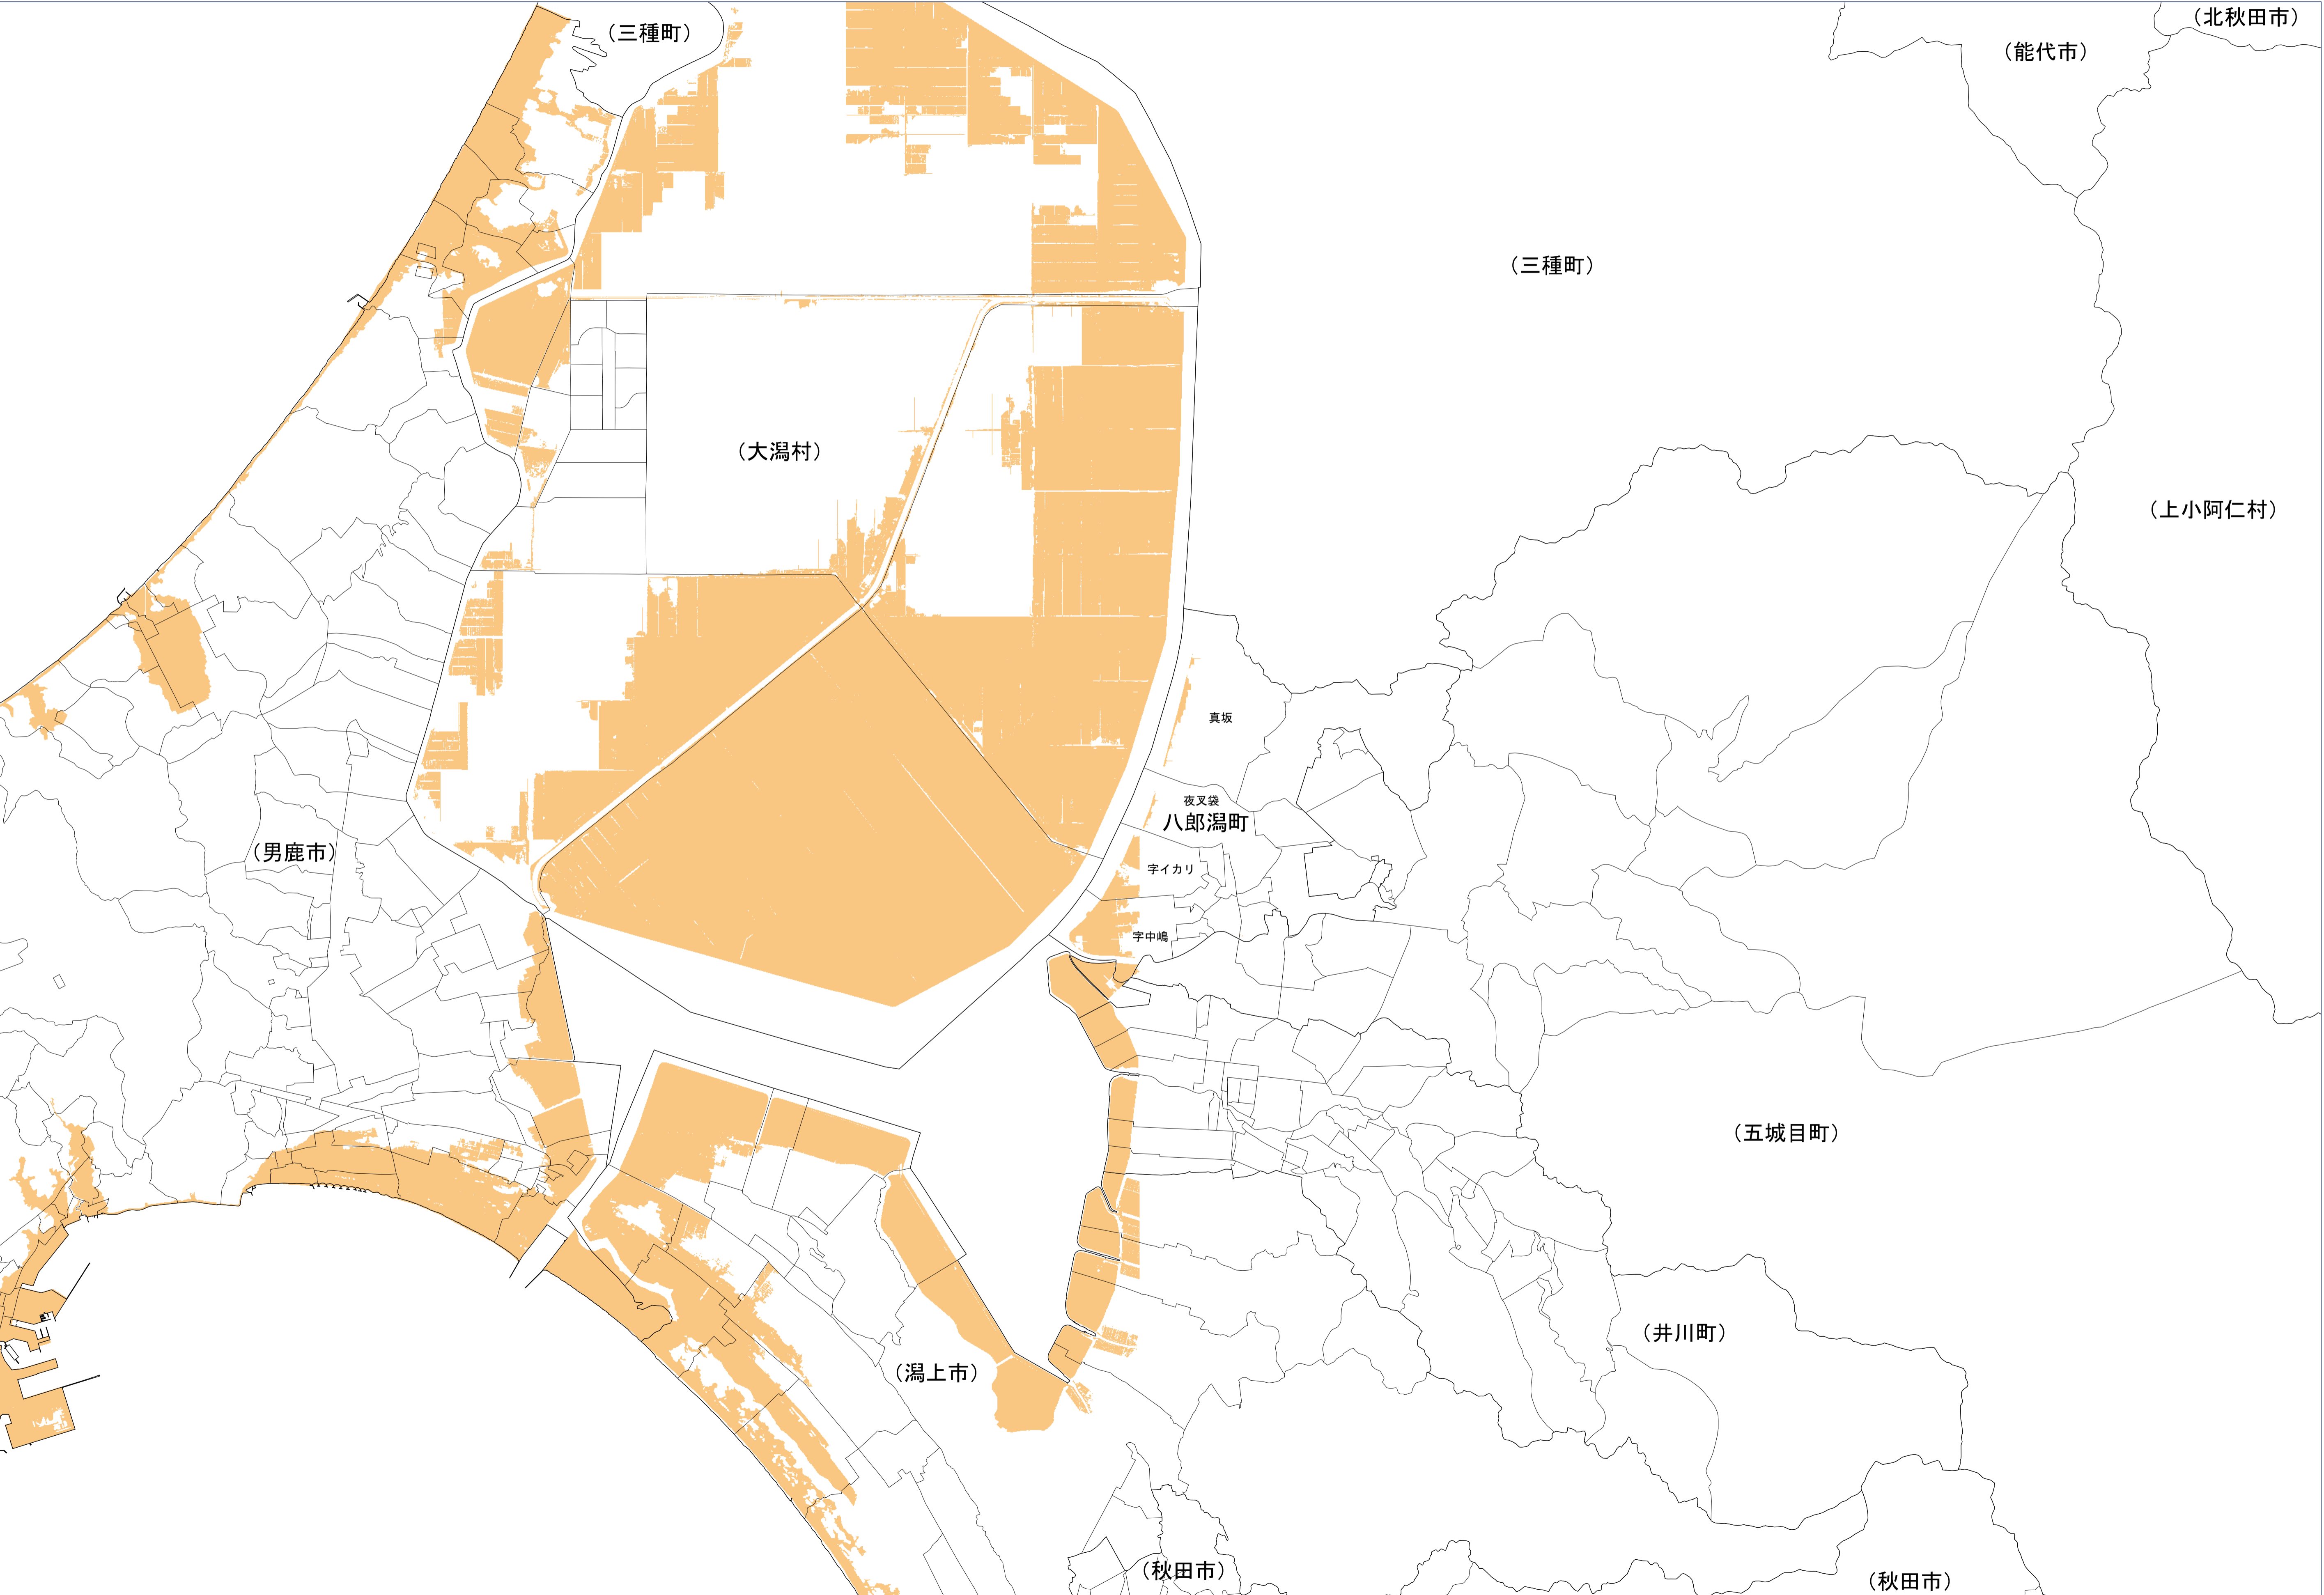 （北秋田市）
（三種町）
（能代市）
（三種町）
（大潟村）
（上小阿仁村）
真坂
夜叉袋
八郎潟町
（男鹿市）
字イカリ
字中嶋
（五城目町）
（井川町）
（潟上市）
（秋田市）
（秋田市）